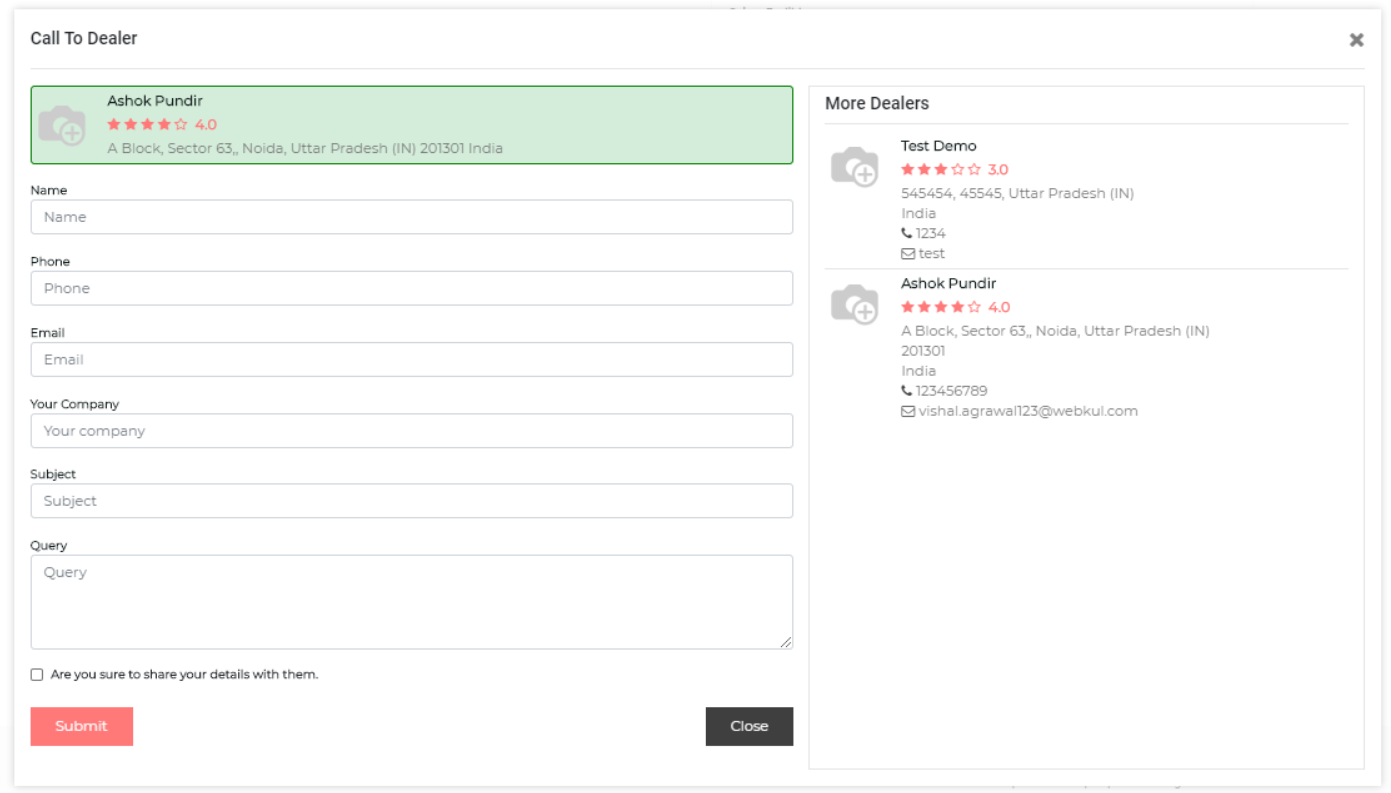 Call To Dealer
Ashok Pundir
4.0
A Block, Sector 63,, Noida, Uttar Pradesh (IN) 201301 India
Name
Name
Phone
Phone
Email
Email
Your Company
Your company
Subject
Subject
Query
Query
Are you sure to share your details with them.
Submit
Close
More Dealers
Test Demo
3.0
545454, 45545, Uttar Pradesh (IN)
India
1234
test
Ashok Pundir
4.0
A Block, Sector 63,, Noida, Uttar Pradesh (IN)
201301
India
123456789
vishal.agrawal123@webkul.com